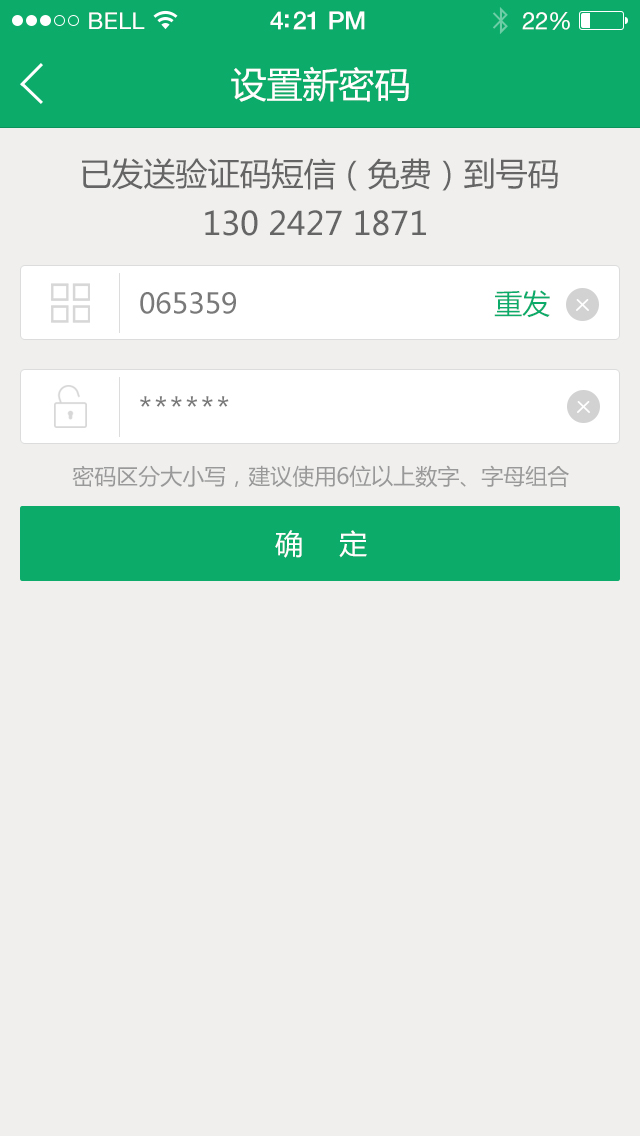 BELL 4:21 PM 22%
设置新密码
已发送验证码短信(免费)到号码
130 2427 1871
065359 重发
******
密码区分大小写,建议使用6位以上数字、字母组合
确 定